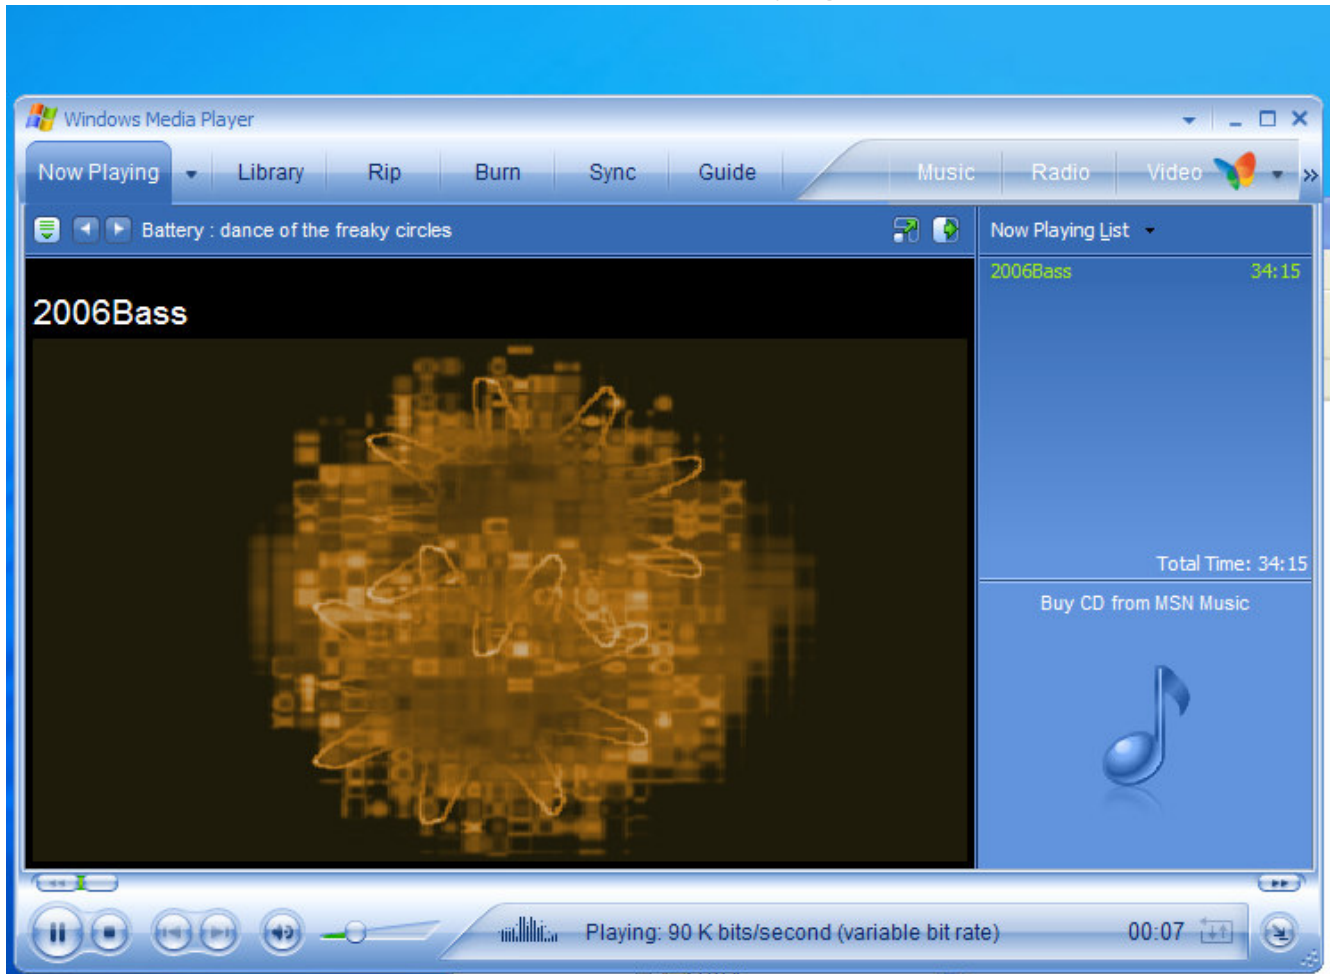 Windows Media Player
Now Playing Library Rip Burn Sync Guide Music Radio Video
Battery : dance of the freaky circles
Now Playing List
2006Bass 34:15
2006Bass
Total Time: 34:15
Buy CD from MSN Music
Playing: 90 K bits/second (variable bit rate) 00:07